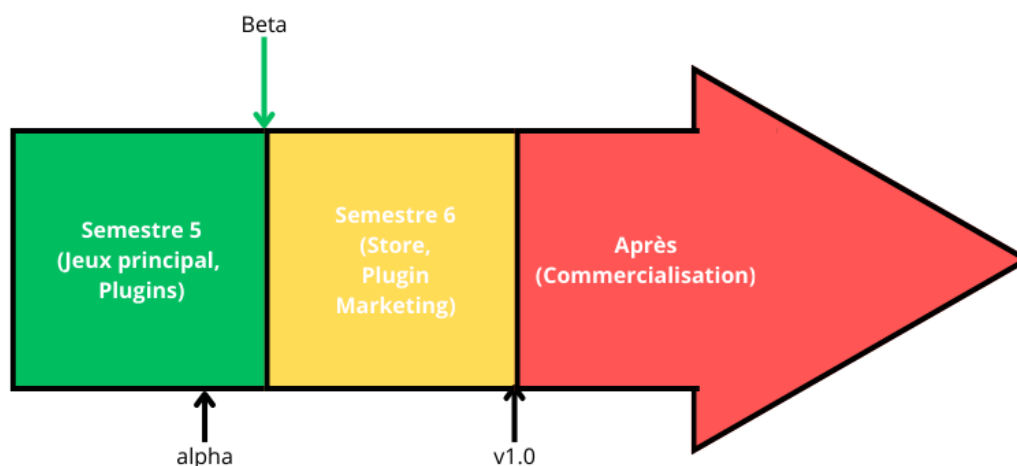 Beta
Semestre 5
(Jeux principal,
Plugins)
Semestre 6
(Store,
Plugin
Marketing)
Après
(Commercialisation)
alpha
v1.0